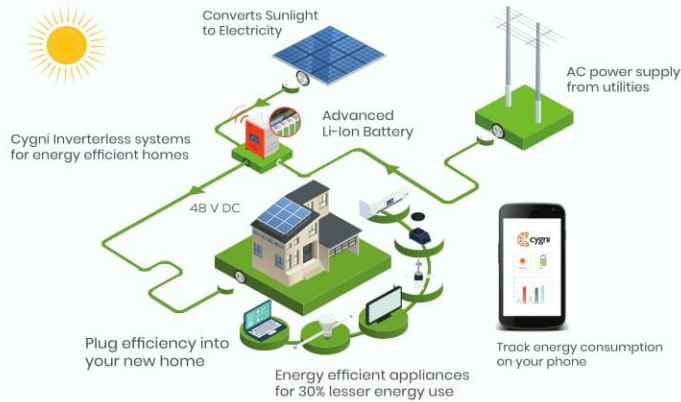 Converts Sunlight
to Electricity
AC power supply
from utilities
Advanced
Li-Ion Battery
Cygni Inverterless systems
for energy efficient homes
48 V DC
cygni
Plug efficiency into
your new home
Energy efficient appliances
for 30% lesser energy use
Track energy consumption
on your phone